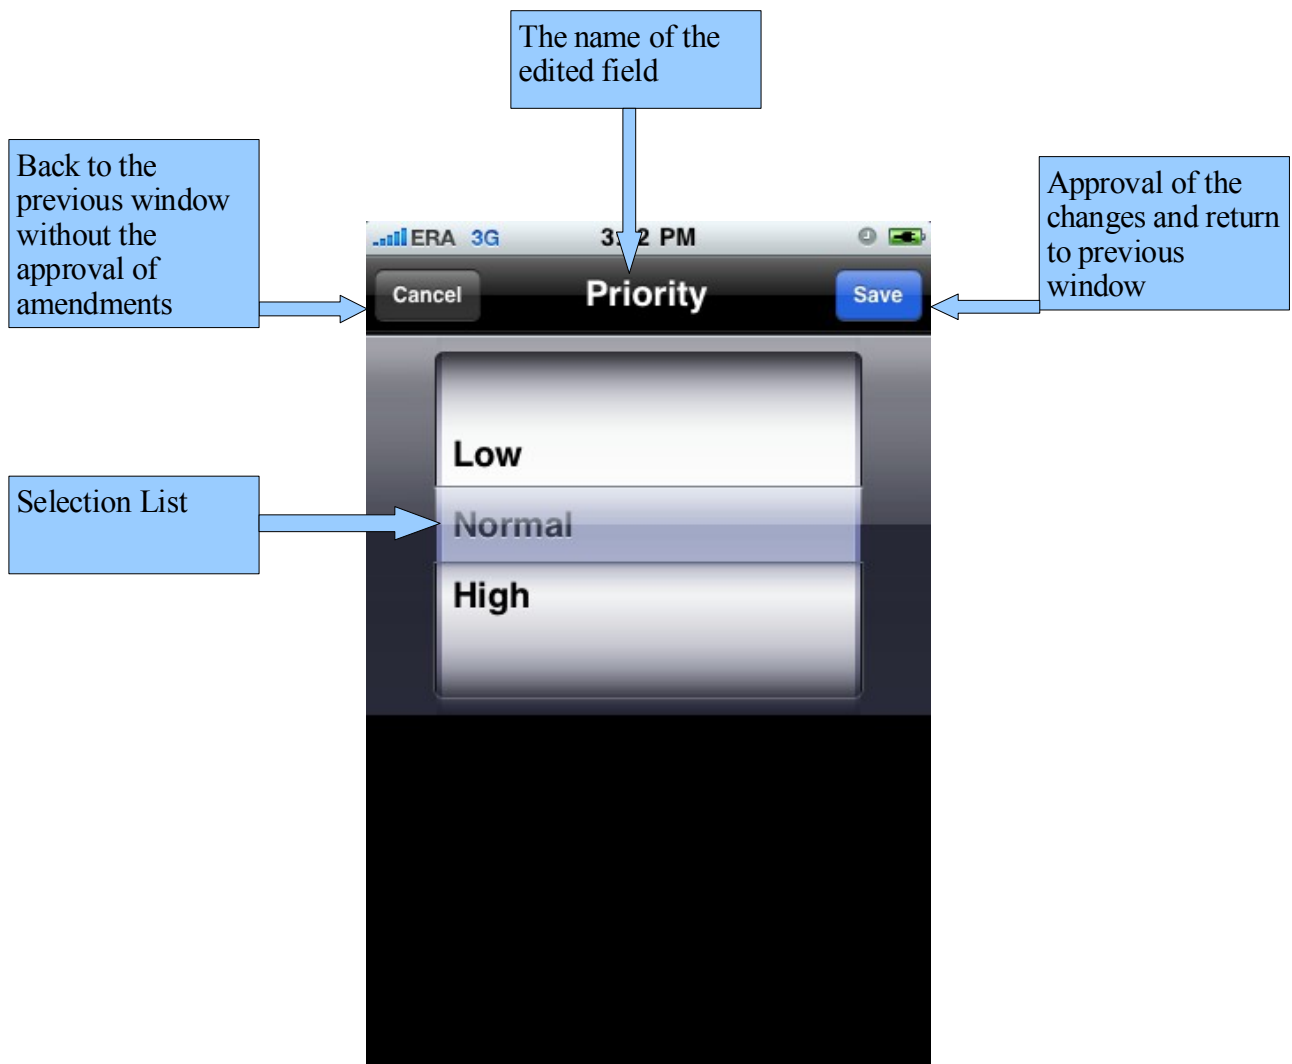 The name of the
edited field
Back to the
previous window
without the
approval of
amendments
Approval of the
changes and return
to previous
window
ERA 3G
2 PM
Cancel
Priority
Save
Low
Selection List
Normal
High